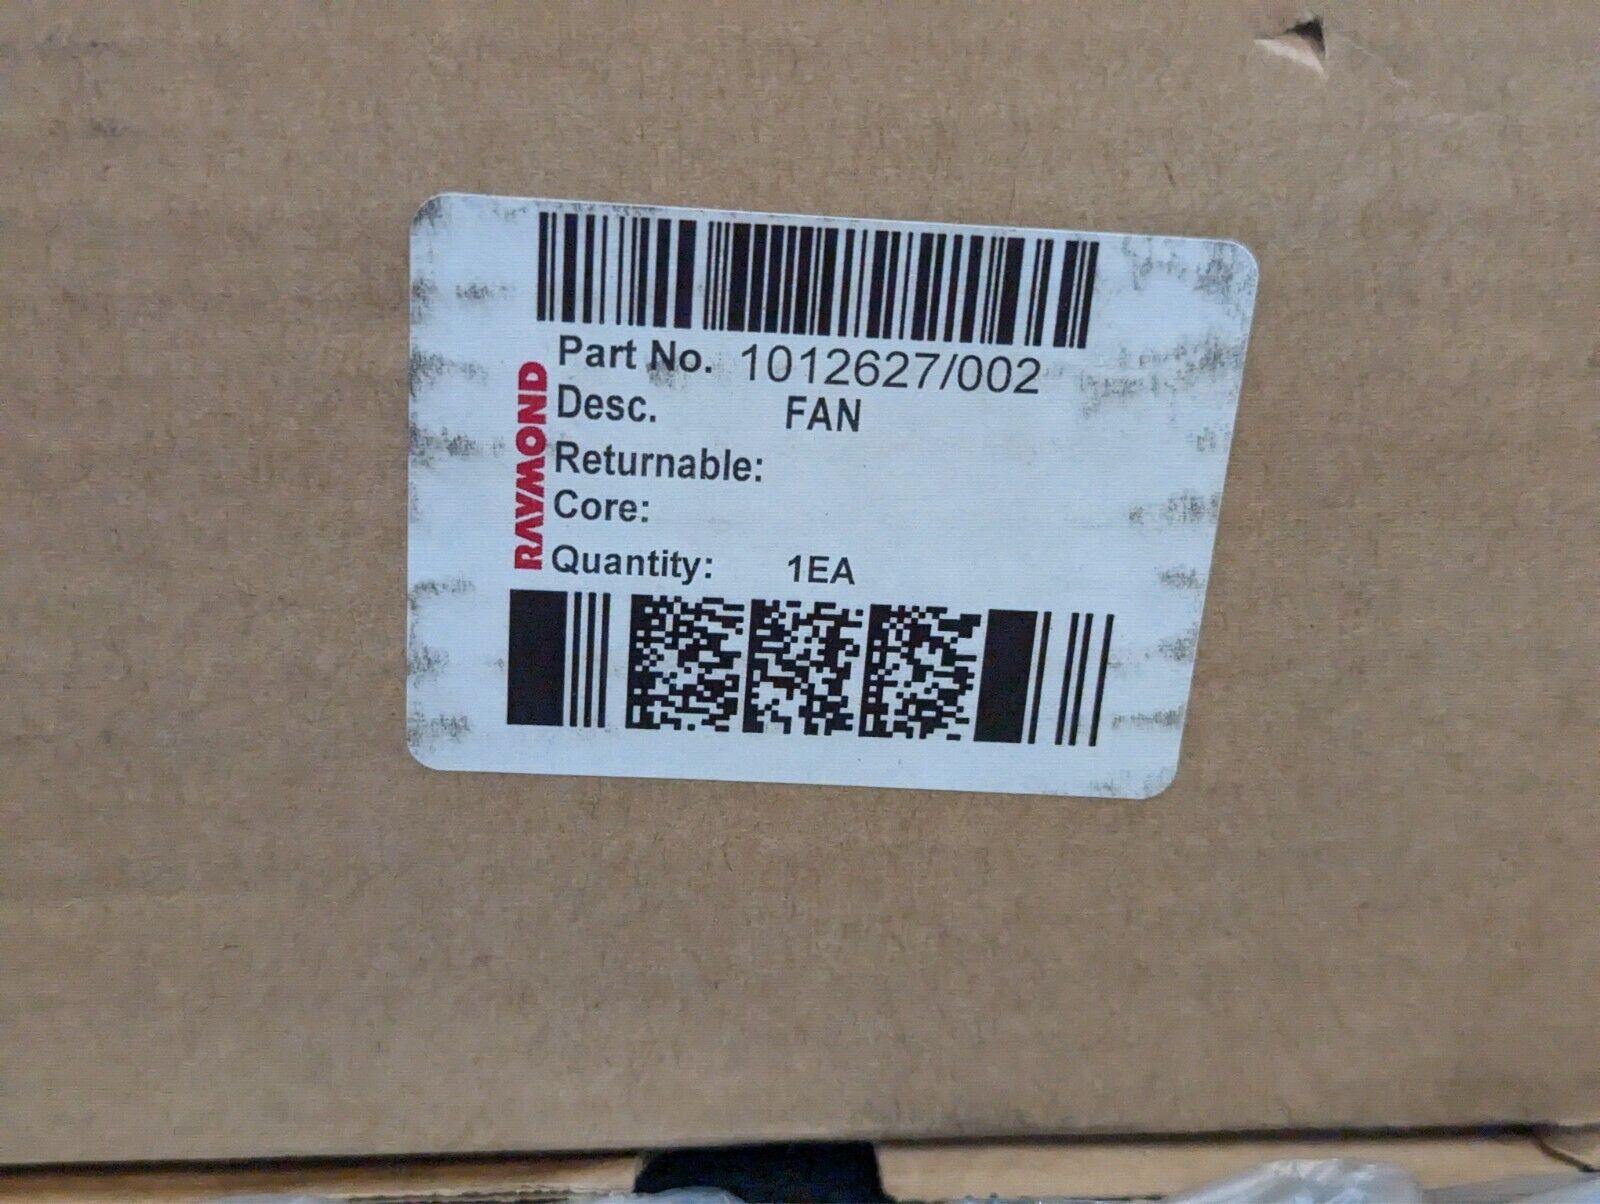 Part No. 1012627/002
Desc. FAN
Returnable:
Core:
Quantity: 1EA
RAYMOND